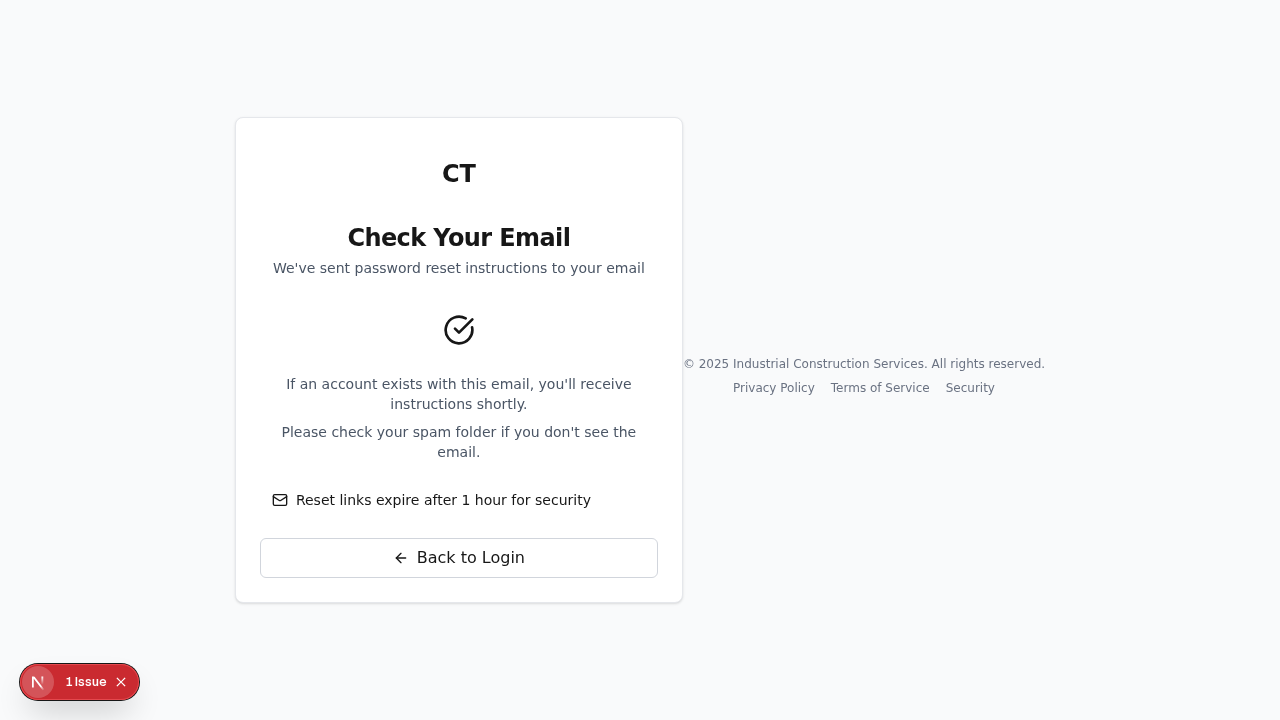 CT
Check Your Email
We've sent password reset instructions to your email
If an account exists with this email, you'll receive
instructions shortly.
Please check your spam folder if you don't see the
email.
Reset links expire after 1 hour for security
Back to Login
© 2025 Industrial Construction Services. All rights reserved.
Privacy Policy Terms of Service Security
N 1 Issue